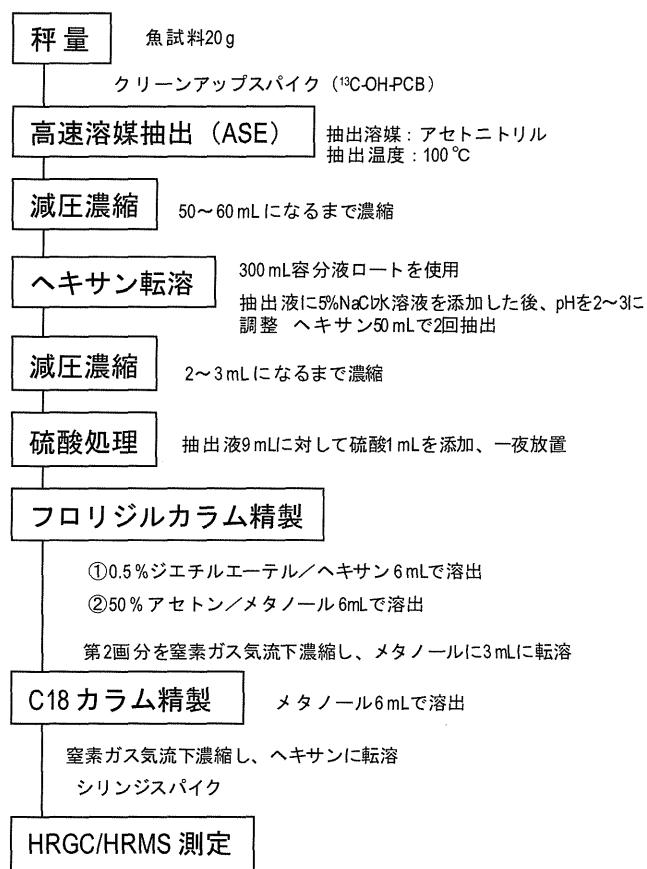 秤量
魚試料20 g
クリーンアップスパイク（¹³C-OH-PCB）
高速溶媒抽出（ASE）
抽出溶媒：アセトニトリル
抽出温度：100 ℃
減圧濃縮
50～60 mLになるまで濃縮
ヘキサン転溶
300 mL容分液ロートを使用
抽出液に5%NaCl水溶液を添加した後、pHを2～3に
調整 ヘキサン50 mLで2回抽出
減圧濃縮
2～3 mLになるまで濃縮
硫酸処理
抽出液9 mLに対して硫酸1 mLを添加、一夜放置
フロリジルカラム精製
①0.5 %ジエチルエーテル／ヘキサン 6 mLで溶出
②50 % アセトン／メタノール 6mLで溶出
第2画分を窒素ガス気流下濃縮し、メタノールに3 mLに転溶
C18 カラム精製
メタノール6 mLで溶出
窒素ガス気流下濃縮し、ヘキサンに転溶
シリンジスパイク
HRGC/HRMS 測定